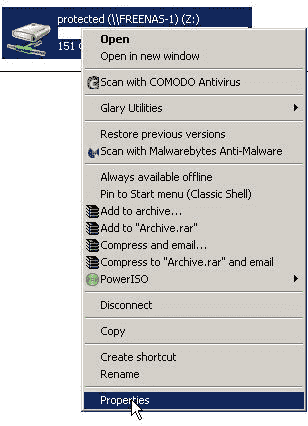 protected (\\FREENAS-1) (Z:)
151 G
Open
Open in new window
Scan with COMODO Antivirus
Glary Utilities
Restore previous versions
Scan with Malwarebytes Anti-Malware
Always available offline
Pin to Start menu (Classic Shell)
Add to archive...
Add to "Archive.rar"
Compress and email...
Compress to "Archive.rar" and email
PowerISO
Disconnect
Copy
Create shortcut
Rename
Properties